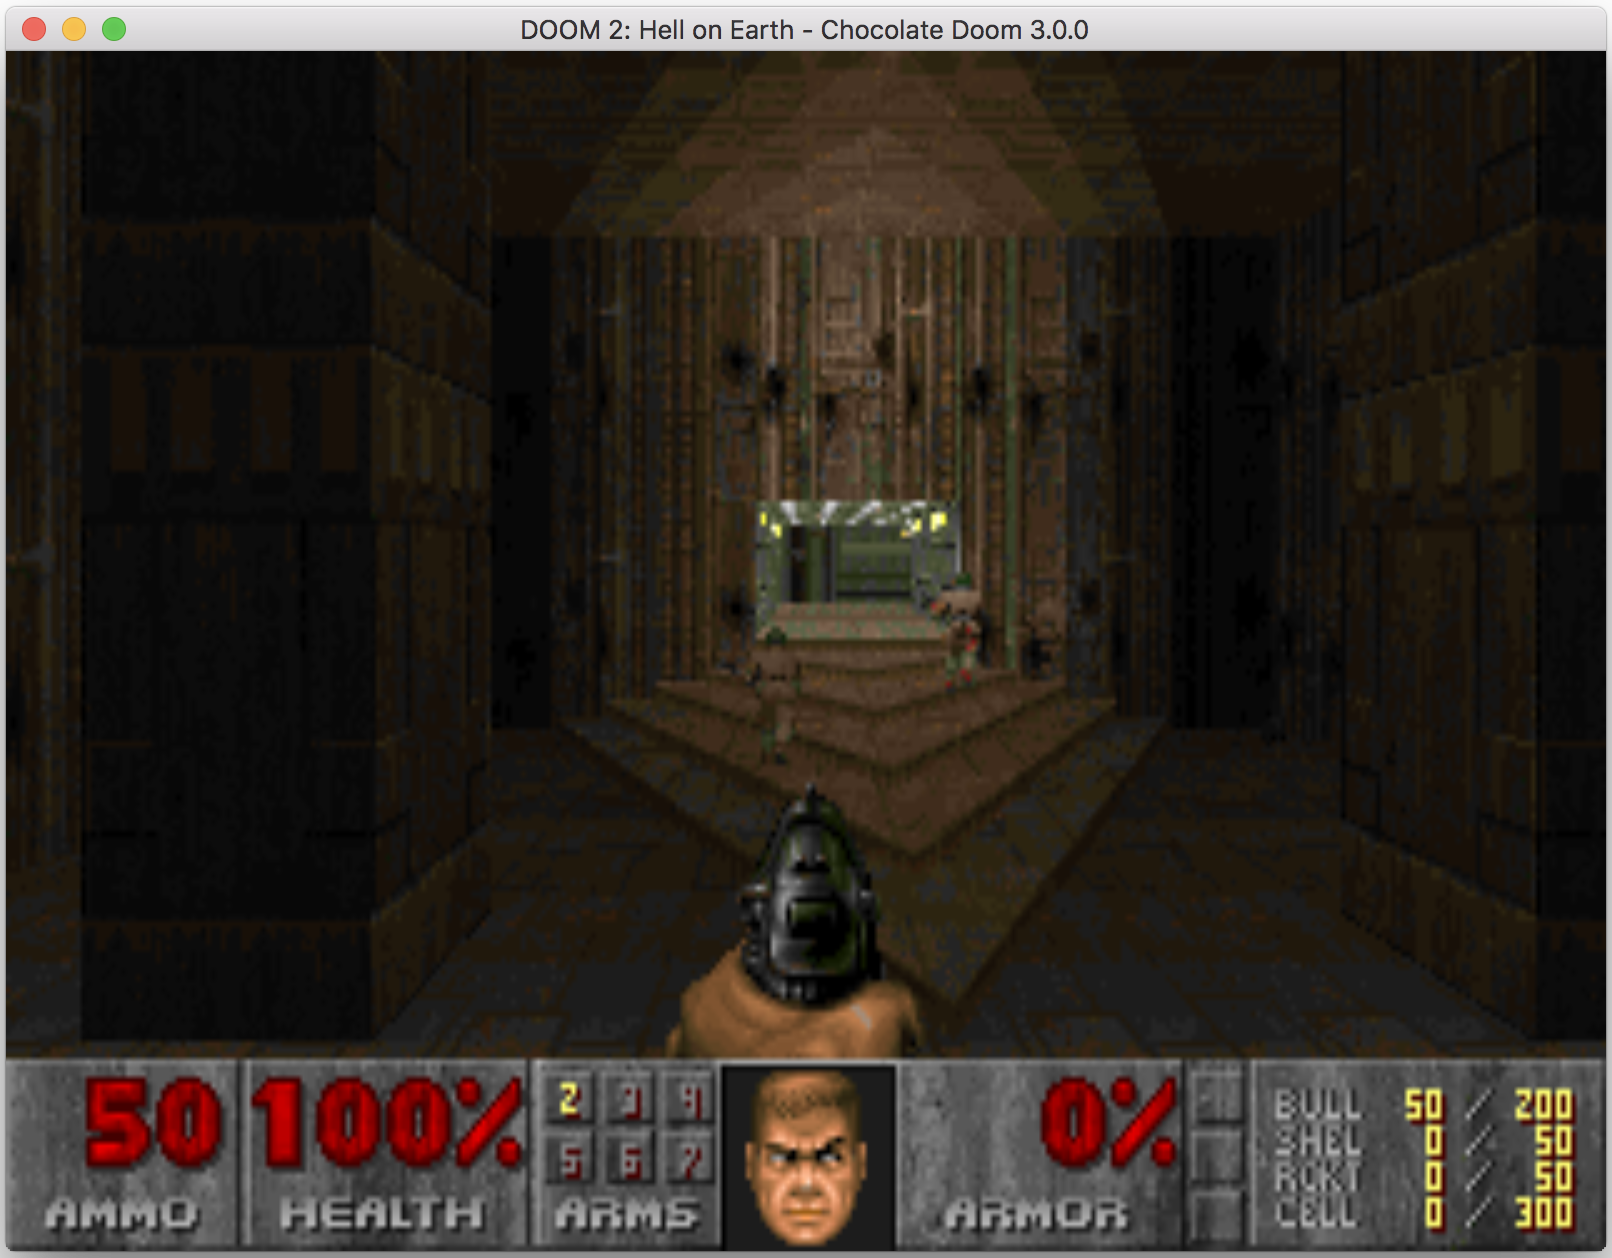 DOOM 2: Hell on Earth - Chocolate Doom 3.0.0
50 100% 2 3 4 0% BULL 50 / 200
5 6 7 SHEL 0 / 50
RCKT 0 / 50
AMMO HEALTH ARMS ARMOR CELL 0 / 300